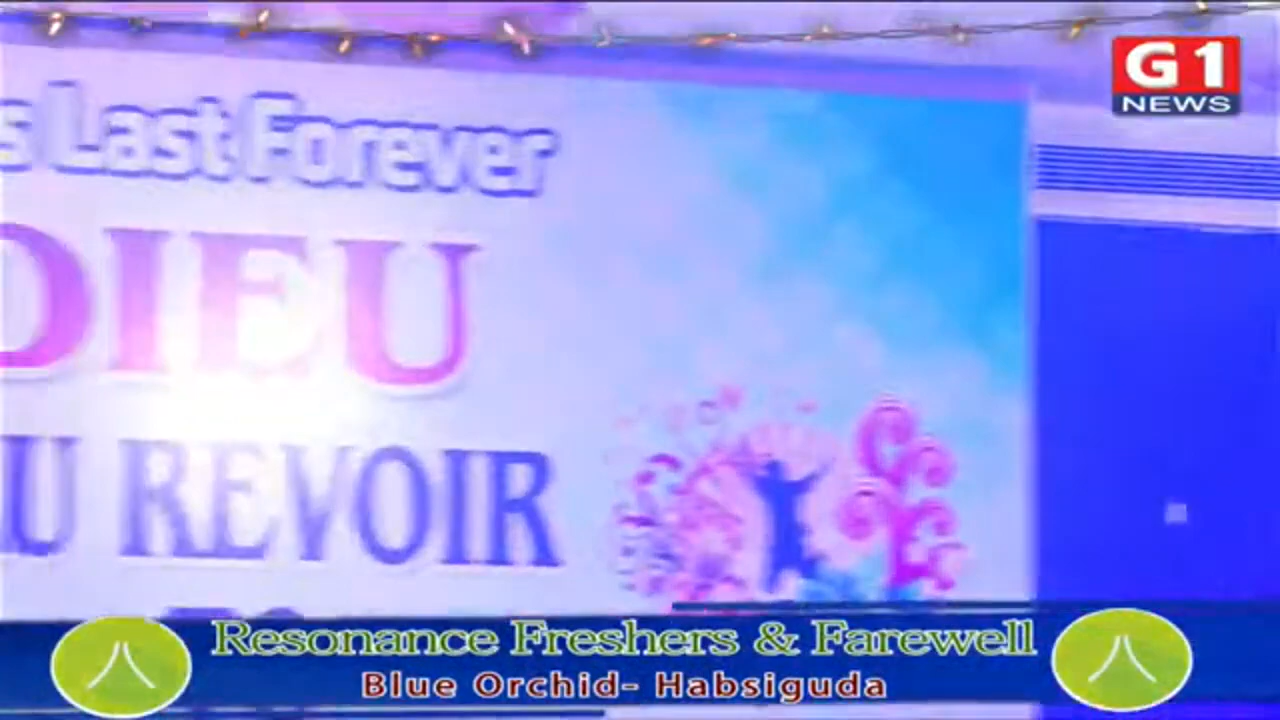 G1
NEWS
s Last Forever
DIEU
U REVOIR
Resonance Freshers & Farewell
Blue Orchid- Habsiguda